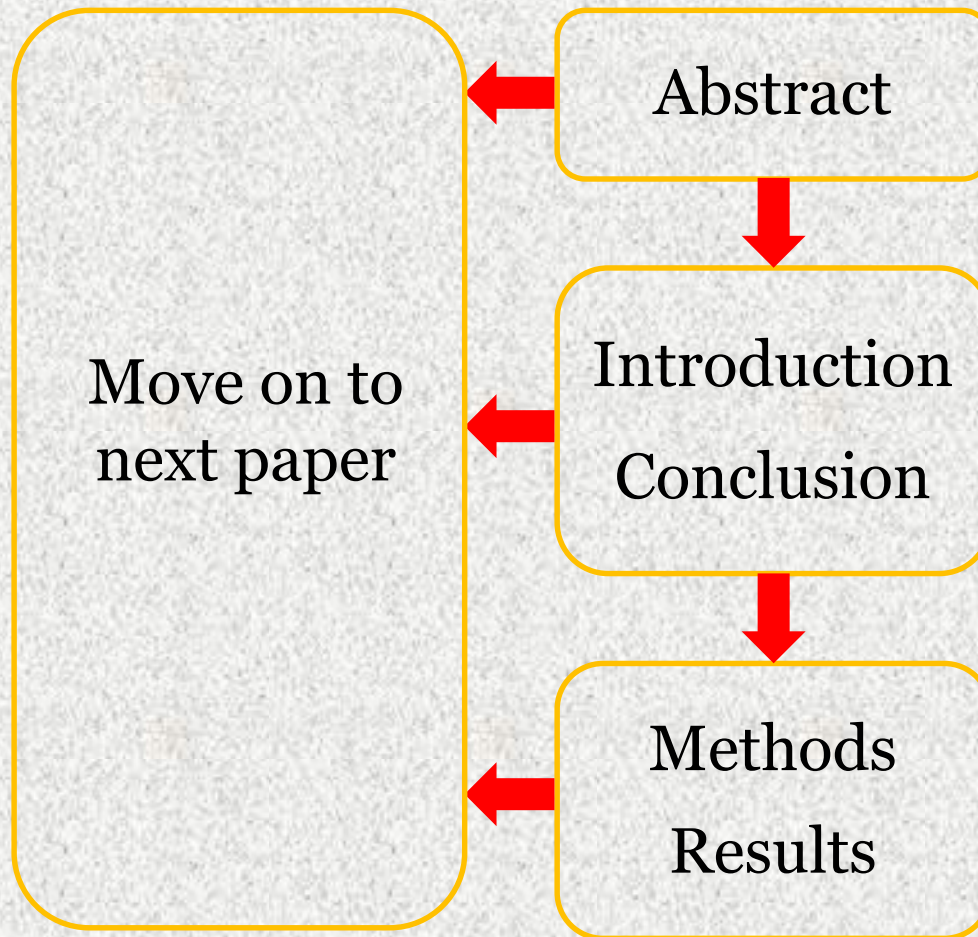 Move on to
next paper
Abstract
Introduction
Conclusion
Methods
Results